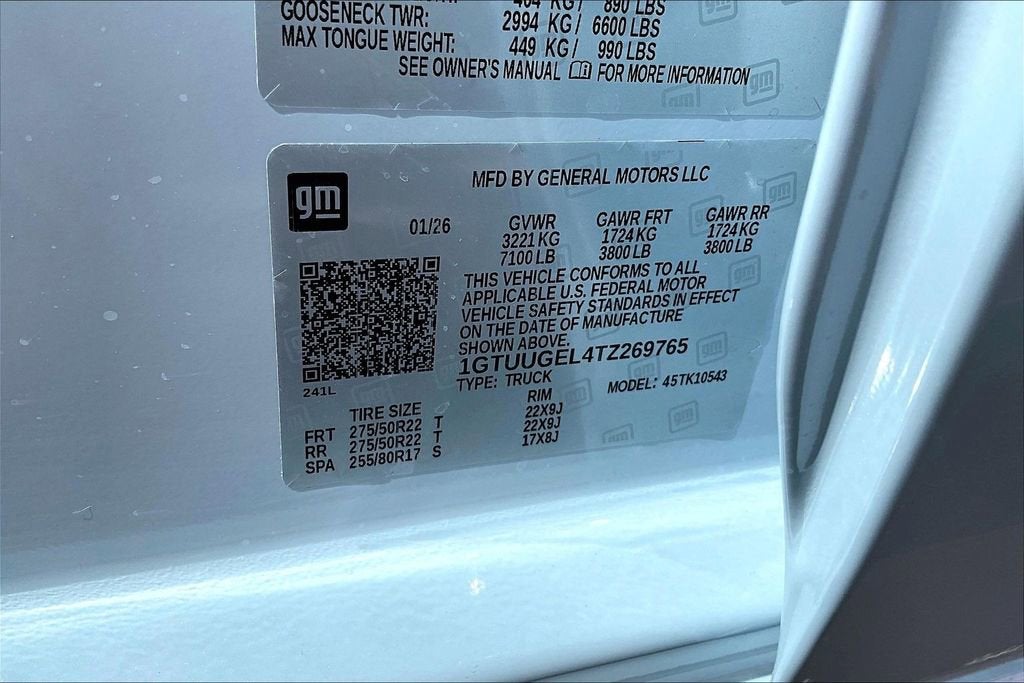 KG/ 890 LBS
GOOSENECK TWR: 2994 KG/ 6600 LBS
MAX TONGUE WEIGHT: 449 KG/ 990 LBS
SEE OWNER'S MANUAL FOR MORE INFORMATION
gm
MFD BY GENERAL MOTORS LLC
gm
01/26 GVWR GAWR FRT GAWR RR
3221 KG 1724 KG 1724 KG
7100 LB 3800 LB 3800 LB
THIS VEHICLE CONFORMS TO ALL
APPLICABLE U.S. FEDERAL MOTOR
VEHICLE SAFETY STANDARDS IN EFFECT
ON THE DATE OF MANUFACTURE
SHOWN ABOVE.
1GTUUGEL4TZ269765
TYPE: TRUCK MODEL: 45TK10543
241L
TIRE SIZE RIM
FRT 275/50R22 T 22X9J
RR 275/50R22 T 22X9J
SPA 255/80R17 S 17X8J